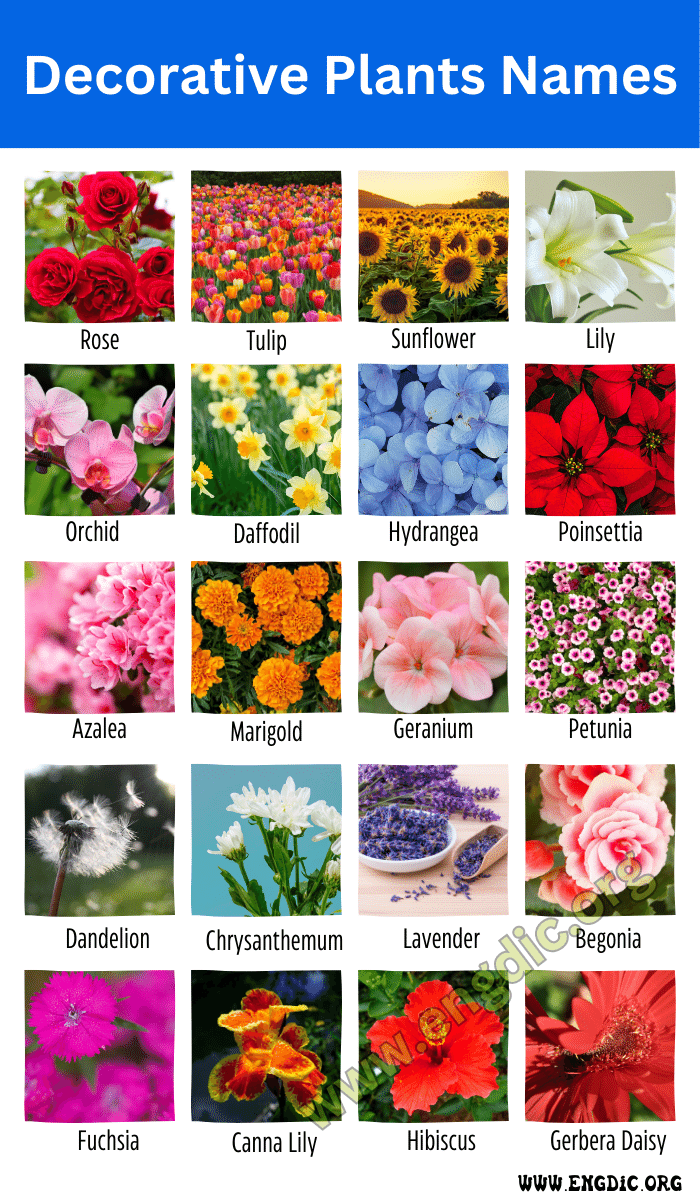 Decorative Plants Names
Rose
Tulip
Sunflower
Lily
Orchid
Daffodil
Hydrangea
Poinsettia
Azalea
Marigold
Geranium
Petunia
Dandelion
Chrysanthemum
Lavender
Begonia
Fuchsia
Canna Lily
Hibiscus
Gerbera Daisy
www.engdic.org
WWW.ENGDIC.ORG